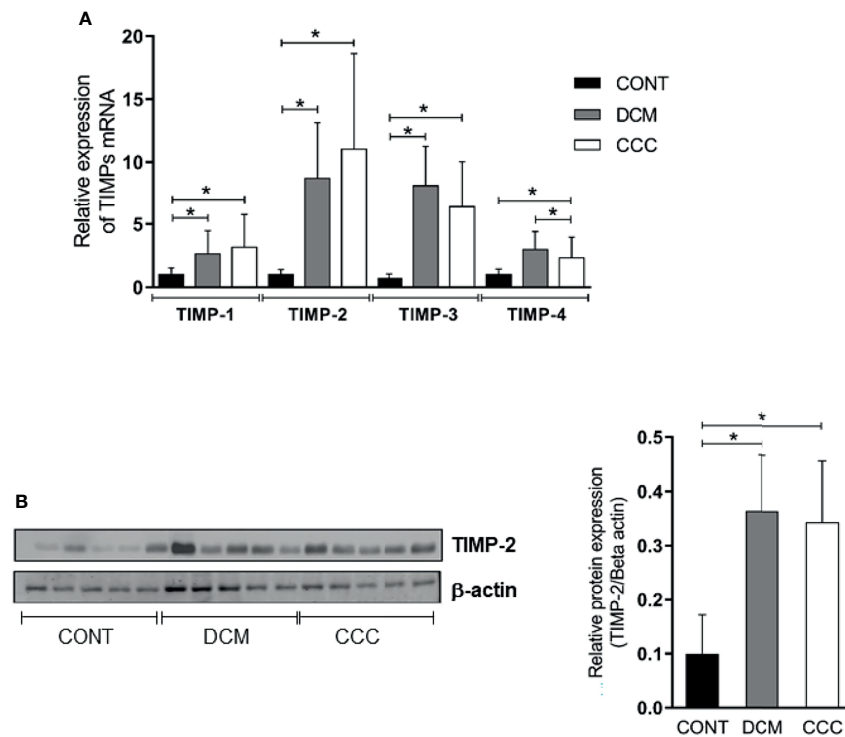 A
Relative expression
of TIMPs mRNA
20
15
10
5
0
*
*
*
*
*
*
*
*
TIMP-1
TIMP-2
TIMP-3
TIMP-4
CONT
DCM
CCC
B
TIMP-2
β-actin
CONT
DCM
CCC
Relative protein expression
(TIMP-2/Beta actin)
0.5
0.4
0.3
0.2
0.1
0.0
*
*
CONT DCM CCC